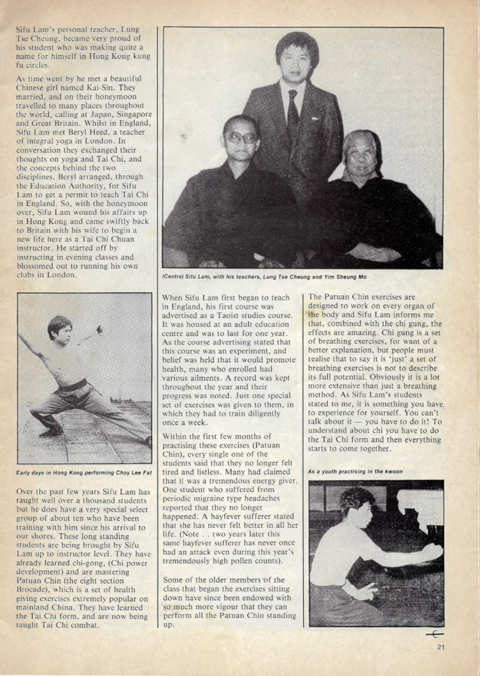 Sifu Lam's personal teacher, Lung
Tse Cheung, became very proud of
his student who was making quite a
name for himself in Hong Kong kung
fu circles.
As time went by he met a beautiful
Chinese girl named Kai-Sin. They
married, and on their honeymoon
travelled to many places throughout
the world, calling at Japan, Singapore
and Great Britain. Whilst in England,
Sifu Lam met Beryl Heed, a teacher
of integral yoga in London. In
conversation they exchanged their
thoughts on yoga and Tai Chi, and
the concepts behind the two
disciplines. Beryl arranged, through
the Education Authority, for Sifu
Lam to get a permit to teach Tai Chi
in England. So, with the honeymoon
over, Sifu Lam wound his affairs up
in Hong Kong and came swiftly back
to Britain with his wife to begin a
new life here as a Tai Chi Chuan
instructor. He started off by
instructing in evening classes and
blossomed out to running his own
clubs in London.
(Centre) Sifu Lam, with his teachers, Lung Tse Cheung and Yim Sheung Mo
Early days in Hong Kong performing Choy Lee Fat
Over the past few years Sifu Lam has
taught well over a thousand students
but he does have a very special select
group of about ten who have been
training with him since his arrival to
our shores. These long standing
students are being brought by Sifu
Lam up to instructor level. They have
already learned chi-gong, (Chi power
development) and are mastering
Patuan Chin (the eight section
Brocade), which is a set of health
giving exercises extremely popular on
mainland China. They have learned
the Tai Chi form, and are now being
taught Tai Chi combat.
When Sifu Lam first began to teach
in England, his first course was
advertised as a Taoist studies course.
It was housed at an adult education
centre and was to last for one year.
As the course advertising stated that
this course was an experiment, and
belief was held that it would promote
health, many who enrolled had
various ailments. A record was kept
throughout the year and their
progress was noted. Just one special
set of exercises was given to them, in
which they had to train diligently
once a week.
Within the first few months of
practising these exercises (Patuan
Chin), every single one of the
students said that they no longer felt
tired and listless. Many had claimed
that it was a tremendous energy giver.
One student who suffered from
periodic migraine type headaches
reported that they no longer
happened. A hayfever sufferer stated
that she has never felt better in all her
life. (Note . . two years later this
same hayfever sufferer has never once
had an attack even during this year's
tremendously high pollen counts).
Some of the older members of the
class that began the exercises sitting
down have since been endowed with
so much more vigour that they can
perform all the Patuan Chin standing
up.
The Patuan Chin exercises are
designed to work on every organ of
the body and Sifu Lam informs me
that, combined with the chi gung, the
effects are amazing. Chi gung is a set
of breathing exercises, for want of a
better explanation, but people must
realise that to say it is 'just' a set of
breathing exercises is not to describe
its full potential. Obviously it is a lot
more extensive than just a breathing
method. As Sifu Lam's students
stated to me, it is something you have
to experience for yourself. You can't
talk about it — you have to do it! To
understand about chi you have to do
the Tai Chi form and then everything
starts to come together.
As a youth practising in the kwoon
21